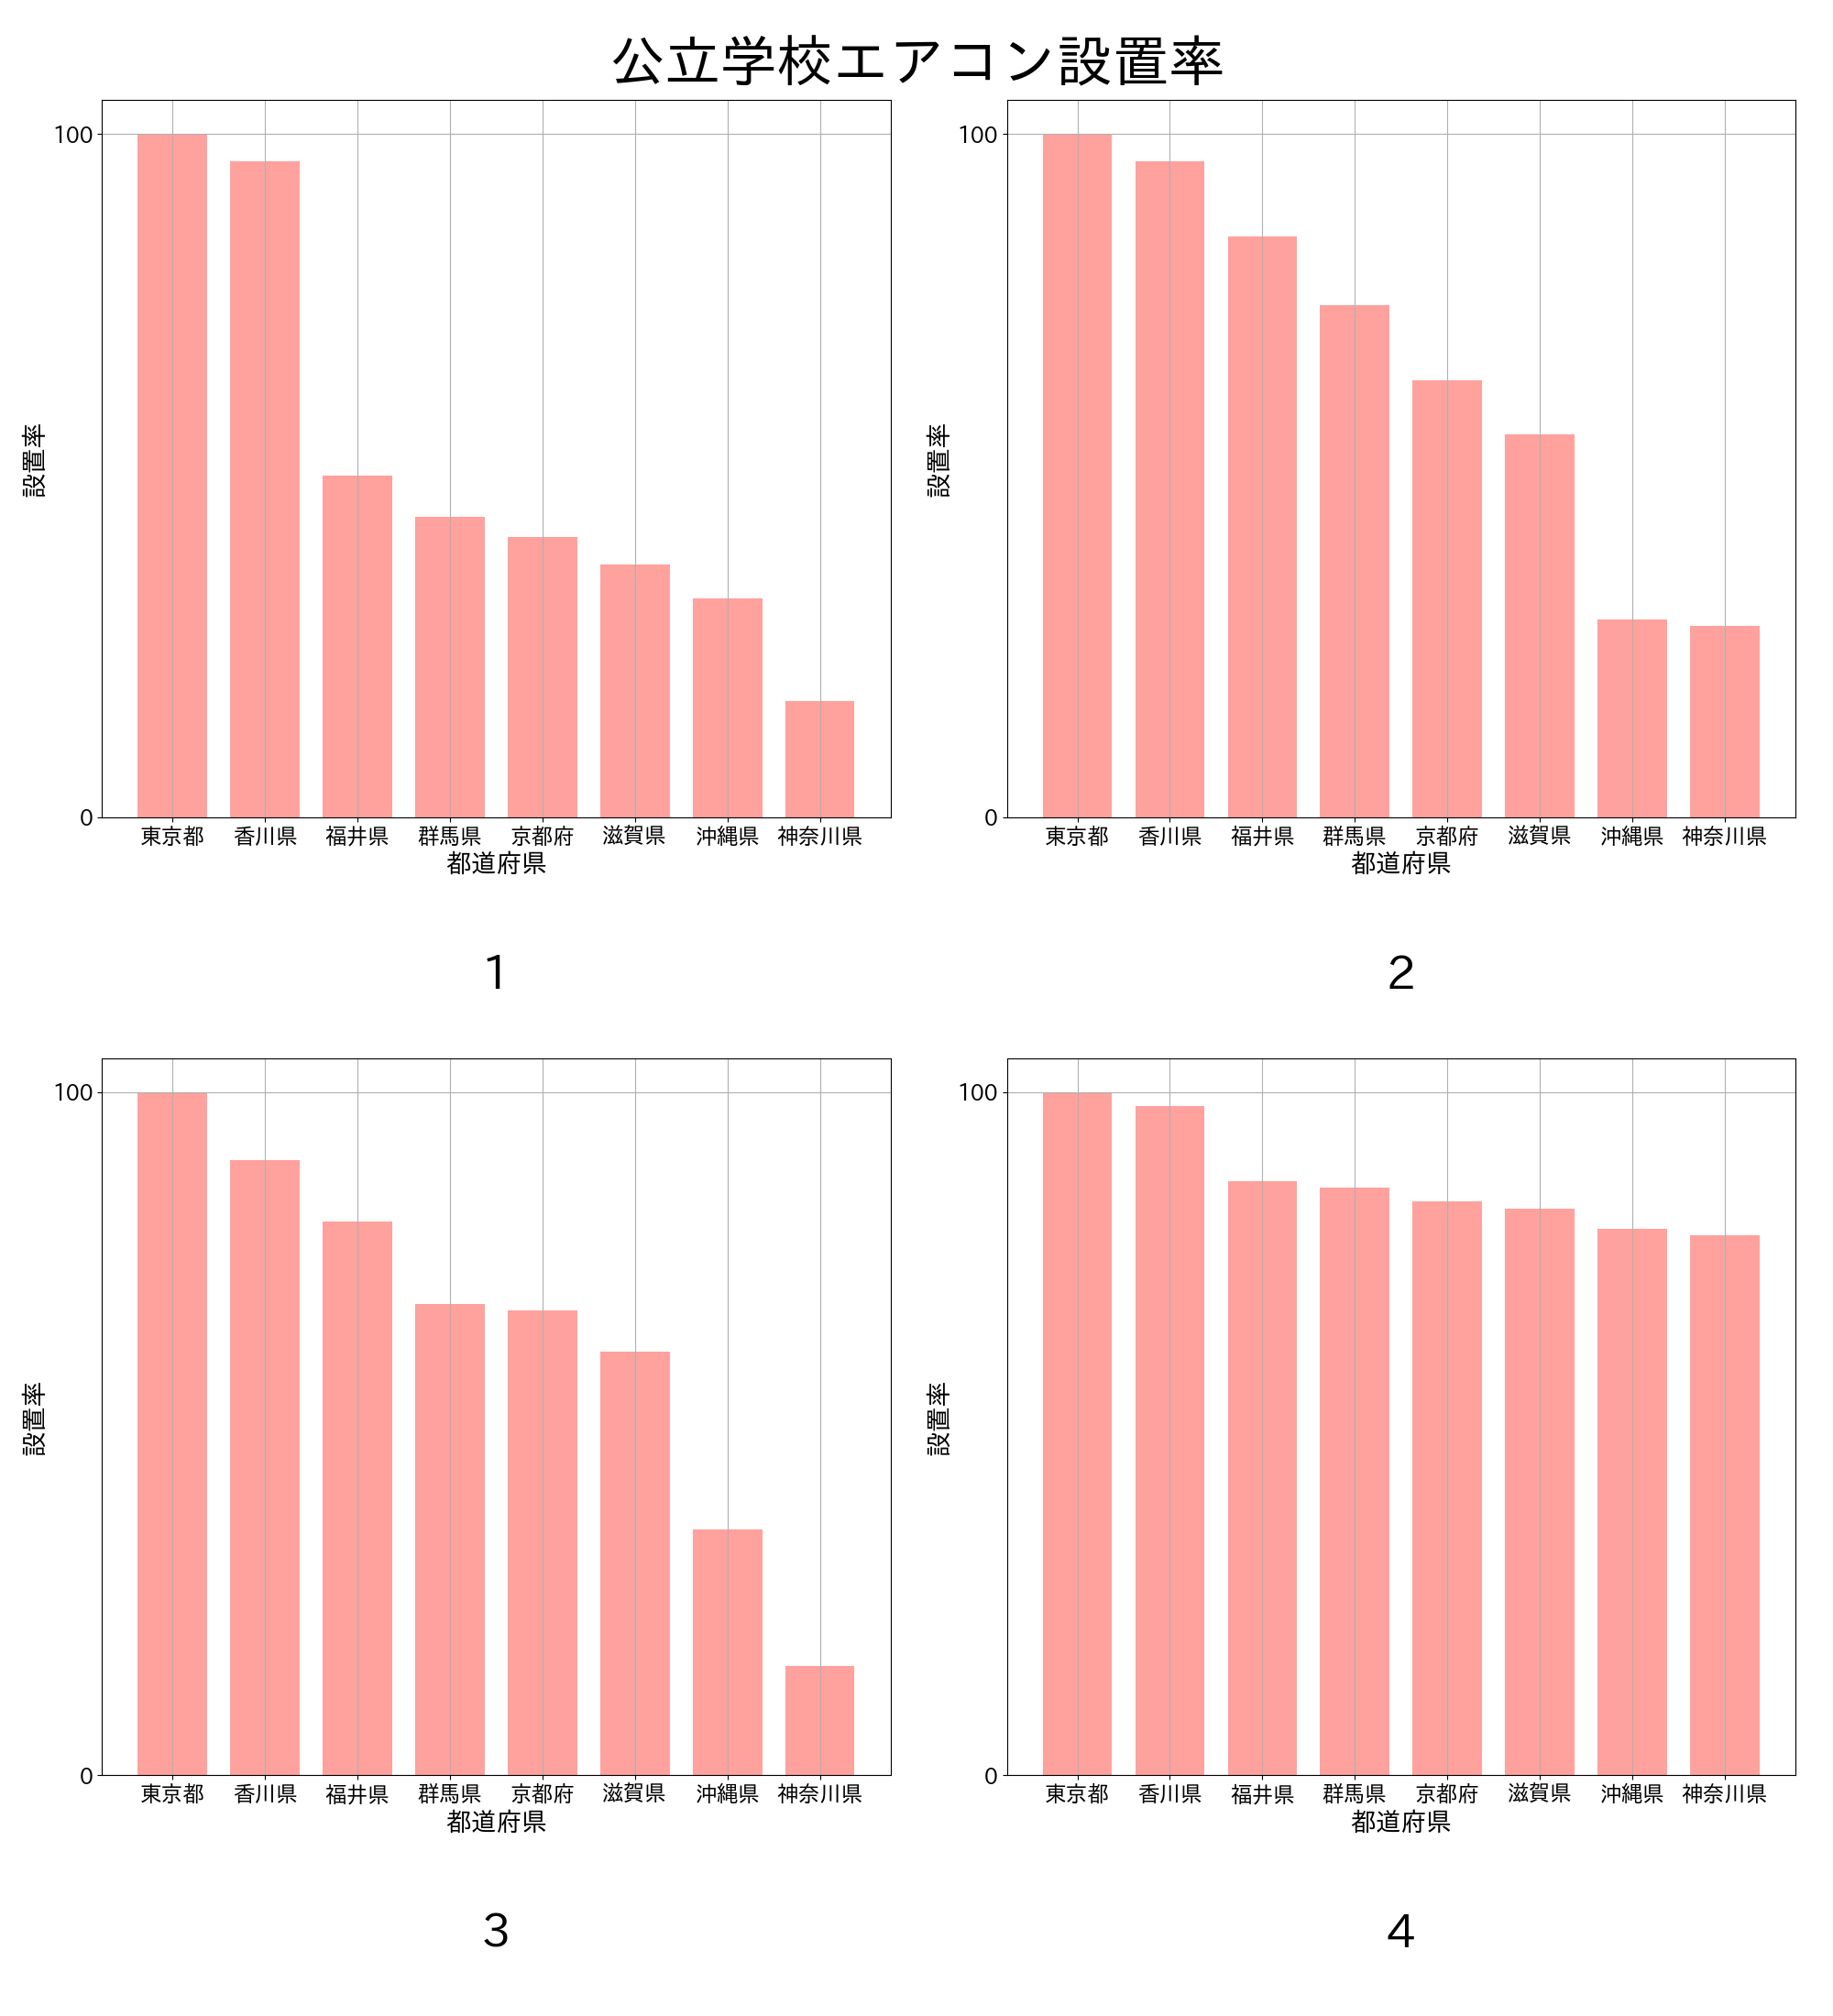 公立学校エアコン設置率
100
0
設置率
東京都 香川県 福井県 群馬県 京都府 滋賀県 沖縄県 神奈川県
都道府県
1
100
0
設置率
東京都 香川県 福井県 群馬県 京都府 滋賀県 沖縄県 神奈川県
都道府県
2
100
0
設置率
東京都 香川県 福井県 群馬県 京都府 滋賀県 沖縄県 神奈川県
都道府県
3
100
0
設置率
東京都 香川県 福井県 群馬県 京都府 滋賀県 沖縄県 神奈川県
都道府県
4